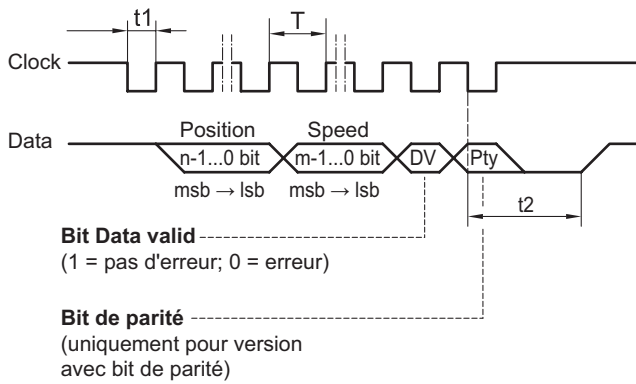 t1
T
Clock
Data
Position
Speed
n-1...0 bit
m-1...0 bit
DV
Pty
msb → lsb
msb → lsb
t2
Bit Data valid
(1 = pas d'erreur; 0 = erreur)
Bit de parité
(uniquement pour version
avec bit de parité)